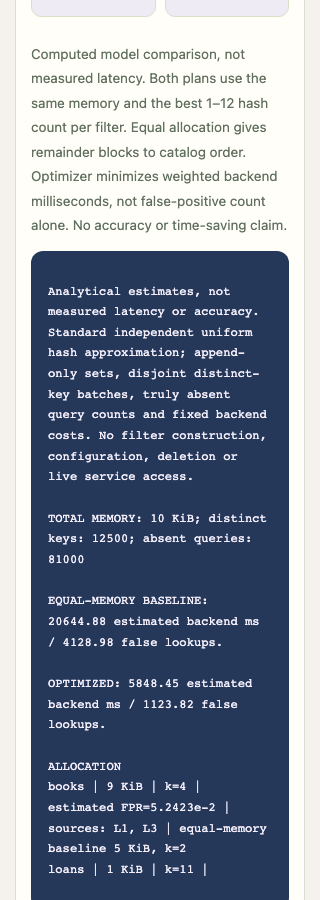 Computed model comparison, not
measured latency. Both plans use the
same memory and the best 1–12 hash
count per filter. Equal allocation gives
remainder blocks to catalog order.
Optimizer minimizes weighted backend
milliseconds, not false-positive count
alone. No accuracy or time-saving claim.
Analytical estimates, not
measured latency or accuracy.
Standard independent uniform
hash approximation; append-
only sets, disjoint distinct-
key batches, truly absent
query counts and fixed backend
costs. No filter construction,
configuration, deletion or
live service access.
TOTAL MEMORY: 10 KiB; distinct
keys: 12500; absent queries:
81000
EQUAL-MEMORY BASELINE:
20644.88 estimated backend ms
/ 4128.98 false lookups.
OPTIMIZED: 5848.45 estimated
backend ms / 1123.82 false
lookups.
ALLOCATION
books | 9 KiB | k=4 |
estimated FPR=5.2423e-2 |
sources: L1, L3 | equal-memory
baseline 5 KiB, k=2
loans | 1 KiB | k=11 |